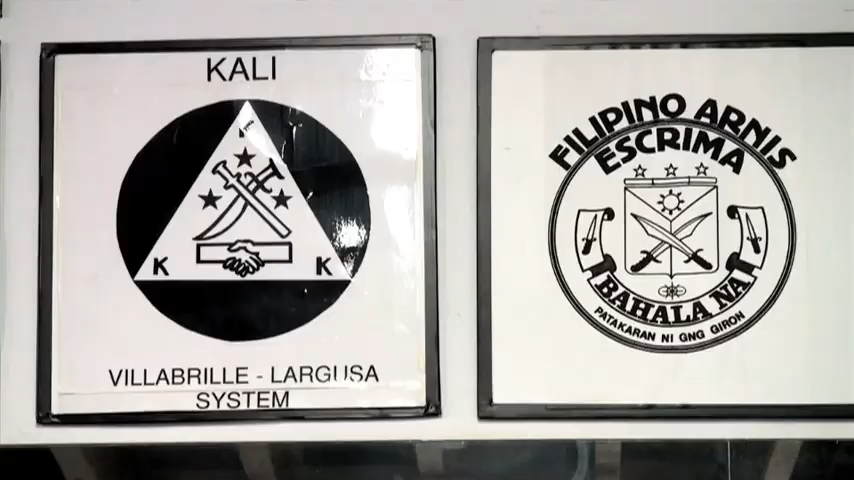 KALI
K
K
VILLABRILLE - LARGUSA
SYSTEM
FILIPINO ARNIS
ESCRIMA
BAHALA NA
PATAKARAN NI GNG GIRON